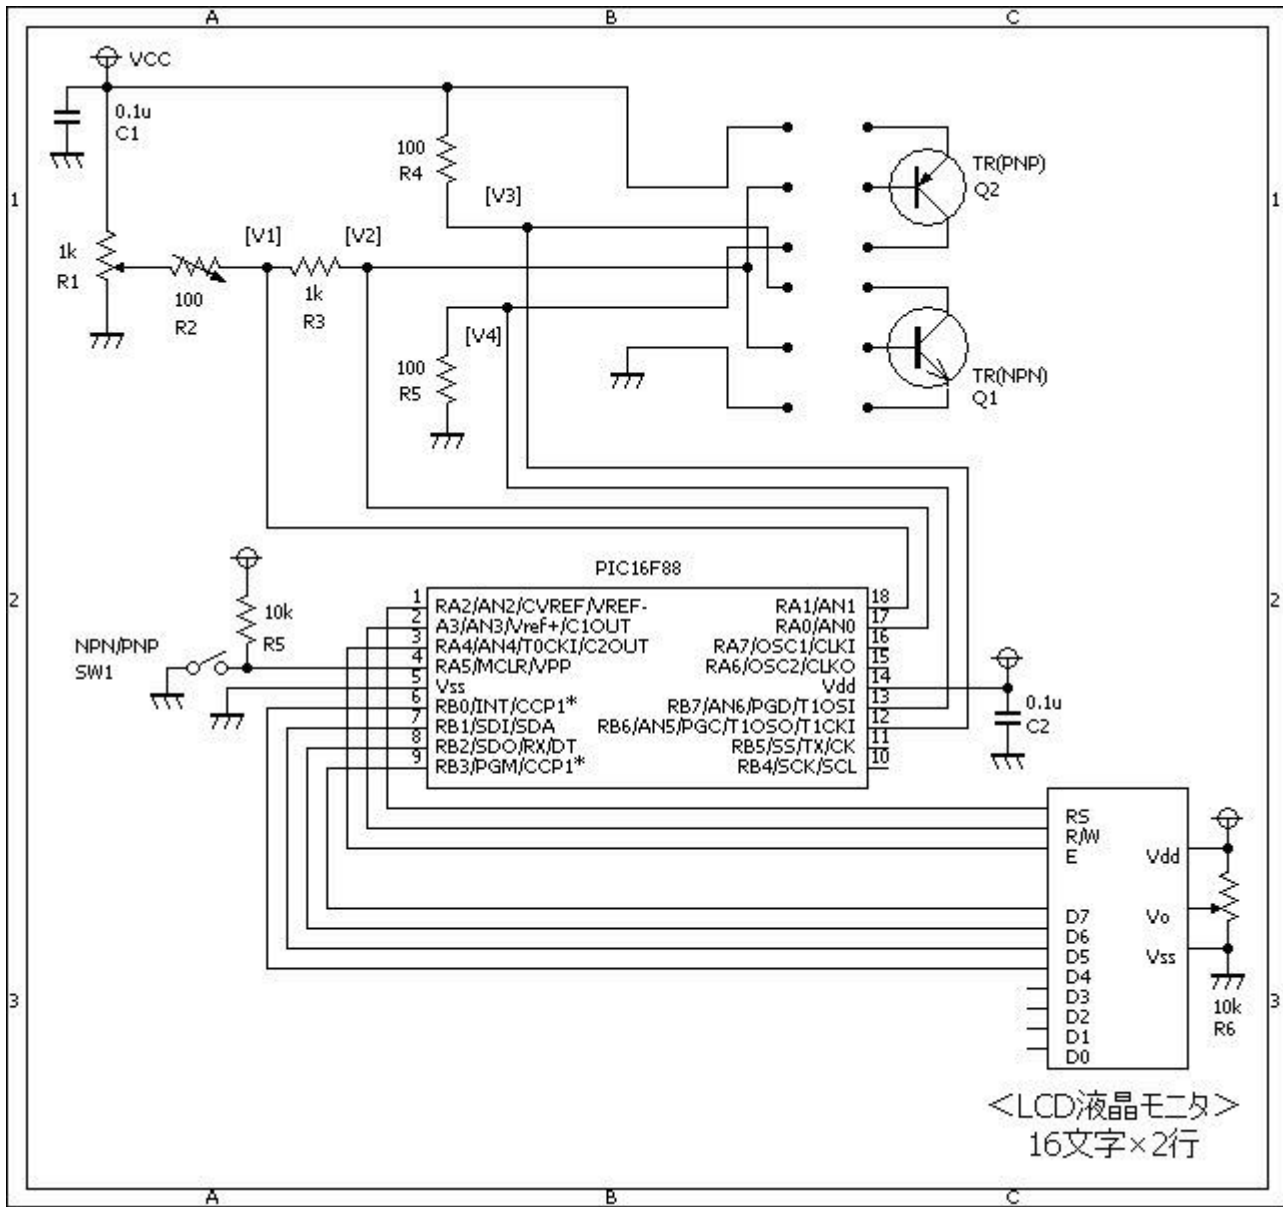 A B C
VCC
0.1u
C1
100
R4
TR(PNP)
Q2
1 1
[V3]
[V1] [V2]
1k
R1
100
R2
1k
R3
[V4]
100
R5
TR(NPN)
Q1
PIC16F88
2 2
1 RA2/AN2/CVREF/VREF- RA1/AN1 18
2 A3/AN3/Vref+/C1OUT RA0/AN0 17
3 RA4/AN4/T0CKI/C2OUT RA7/OSC1/CLKI 16
4 RA5/MCLR/VPP RA6/OSC2/CLKO 15
5 Vss Vdd 14
6 RB0/INT/CCP1* RB7/AN6/PGD/T1OSI 13
7 RB1/SDI/SDA RB6/AN5/PGC/T1OSO/T1CKI 12
8 RB2/SDO/RX/DT RB5/SS/TX/CK 11
9 RB3/PGM/CCP1* RB4/SCK/SCL 10
10k
R5
NPN/PNP
SW1
0.1u
C2
RS
R/W
E Vdd
D7 Vo
D6
D5 Vss
D4
D3
D2
D1
D0
10k
R6
3 3
<LCD液晶モニタ>
16文字×2行
A B C